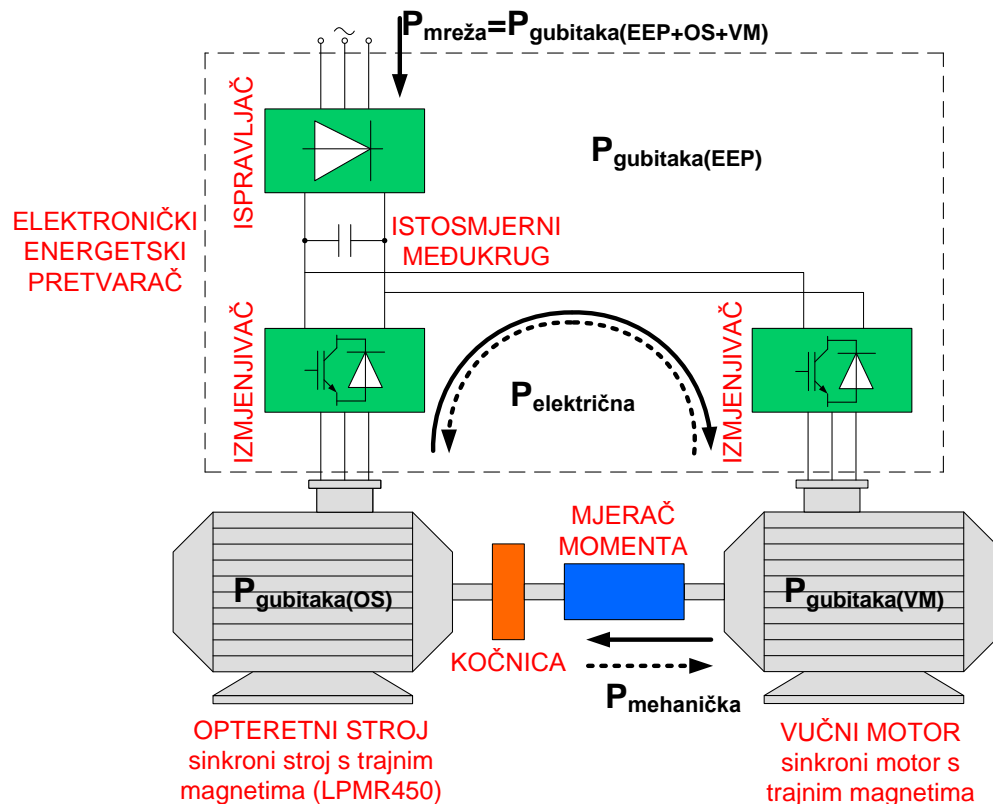 ~
Pmreža=Pgubitaka(EEP+OS+VM)
ISPRAVLJAČ
Pgubitaka(EEP)
ELEKTRONIČKI
ENERGETSKI
PRETVARAČ
ISTOSMJERNI
MEĐUKRUG
IZMJENJIVAČ
Pelektrična
IZMJENJIVAČ
MJERAČ
MOMENTA
Pgubitaka(OS)
Pgubitaka(VM)
KOČNICA
Pmehanička
OPTERETNI STROJ
sinkroni stroj s trajnim
magnetima (LPMR450)
VUČNI MOTOR
sinkroni motor s
trajnim magnetima